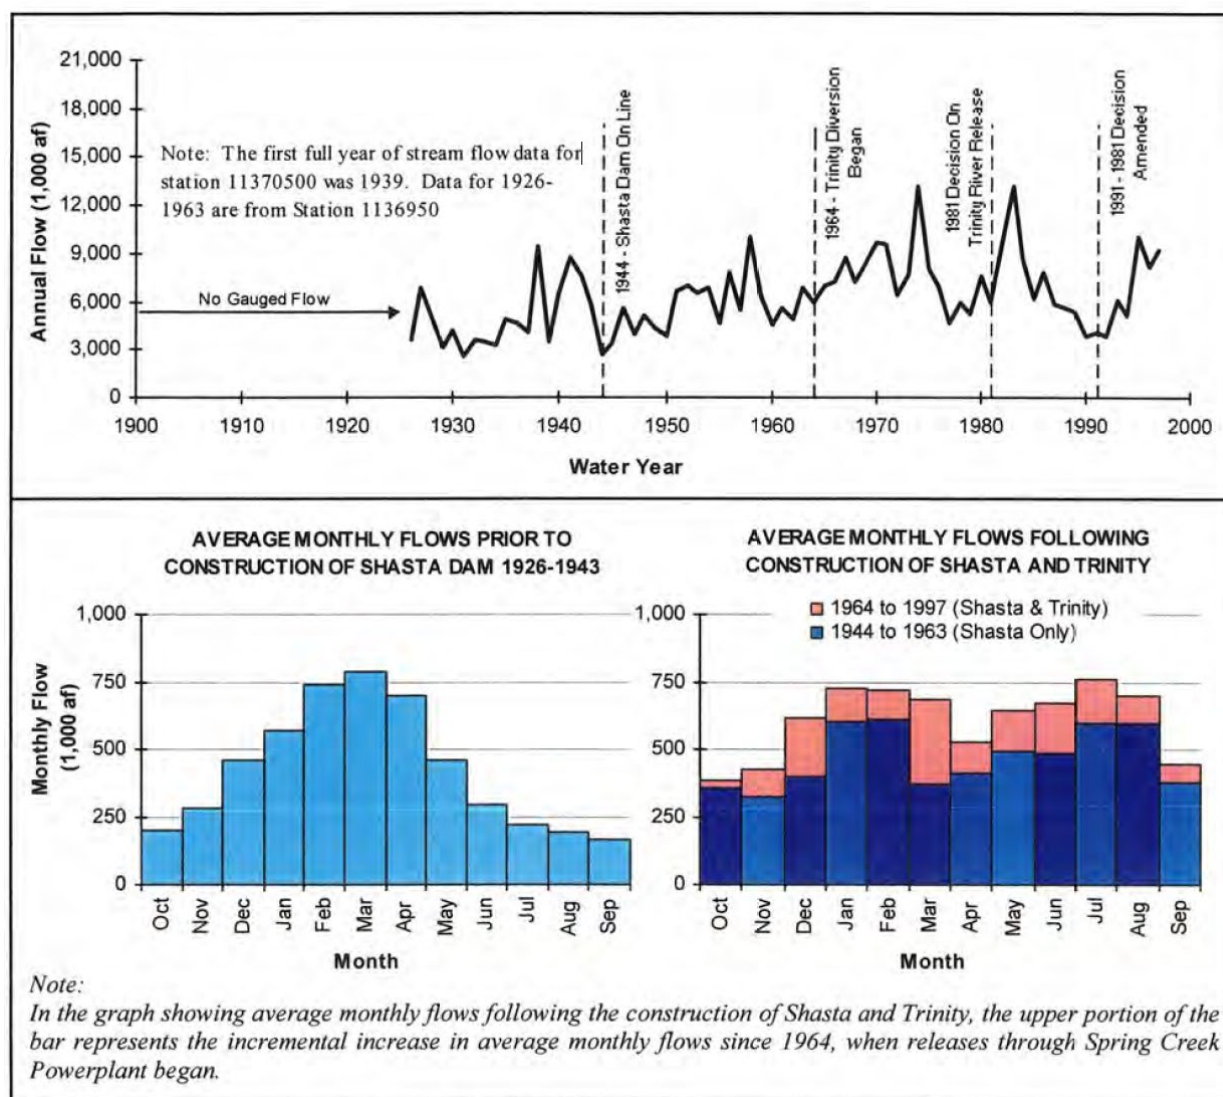 21,000
18,000
15,000
12,000
9,000
6,000
3,000
0
Annual Flow (1,000 af)
Note: The first full year of stream flow data for
station 11370500 was 1939. Data for 1926-
1963 are from Station 1136950
No Gauged Flow
1944 - Shasta Dam On Line
1964 - Trinity Diversion
Began
1981 Decision On
Trinity River Release
1991 - 1981 Decision
Amended
1900 1910 1920 1930 1940 1950 1960 1970 1980 1990 2000
Water Year
AVERAGE MONTHLY FLOWS PRIOR TO
CONSTRUCTION OF SHASTA DAM 1926-1943
1,000
750
500
250
0
Monthly Flow
(1,000 af)
Oct Nov Dec Jan Feb Mar Apr May Jun Jul Aug Sep
Month
AVERAGE MONTHLY FLOWS FOLLOWING
CONSTRUCTION OF SHASTA AND TRINITY
1964 to 1997 (Shasta & Trinity)
1944 to 1963 (Shasta Only)
1,000
750
500
250
0
Oct Nov Dec Jan Feb Mar Apr May Jun Jul Aug Sep
Month
Note:
In the graph showing average monthly flows following the construction of Shasta and Trinity, the upper portion of the
bar represents the incremental increase in average monthly flows since 1964, when releases through Spring Creek
Powerplant began.